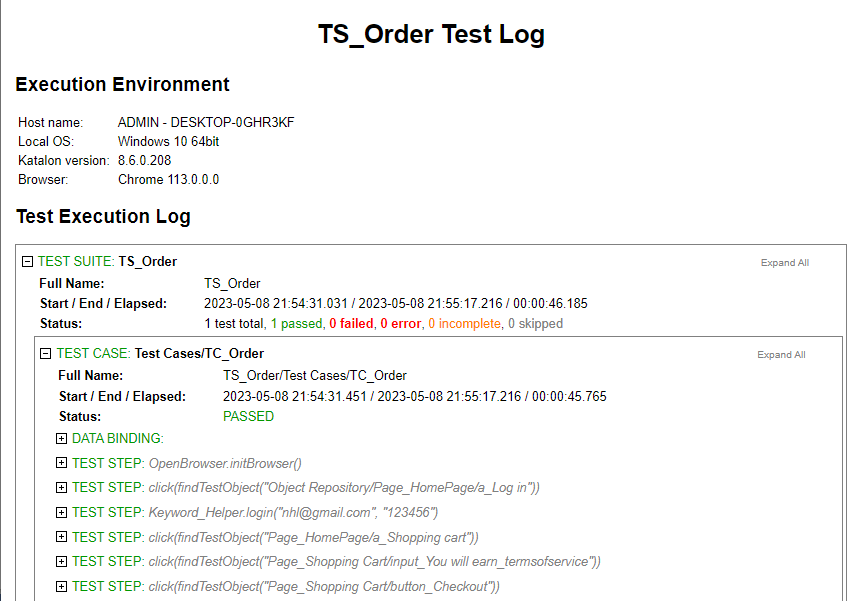 TS_Order Test Log
Execution Environment
Host name: ADMIN - DESKTOP-0GHR3KF
Local OS: Windows 10 64bit
Katalon version: 8.6.0.208
Browser: Chrome 113.0.0.0
Test Execution Log
TEST SUITE: TS_Order Expand All
Full Name: TS_Order
Start / End / Elapsed: 2023-05-08 21:54:31.031 / 2023-05-08 21:55:17.216 / 00:00:46.185
Status: 1 test total, 1 passed, 0 failed, 0 error, 0 incomplete, 0 skipped
TEST CASE: Test Cases/TC_Order Expand All
Full Name: TS_Order/Test Cases/TC_Order
Start / End / Elapsed: 2023-05-08 21:54:31.451 / 2023-05-08 21:55:17.216 / 00:00:45.765
Status: PASSED
DATA BINDING:
TEST STEP: OpenBrowser.initBrowser()
TEST STEP: click(findTestObject("Object Repository/Page_HomePage/a_Log in"))
TEST STEP: Keyword_Helper.login("nhl@gmail.com", "123456")
TEST STEP: click(findTestObject("Page_HomePage/a_Shopping cart"))
TEST STEP: click(findTestObject("Page_Shopping Cart/input_You will earn_termsofservice"))
TEST STEP: click(findTestObject("Page_Shopping Cart/button_Checkout"))